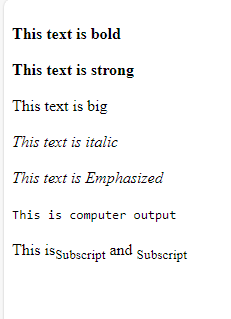 This text is bold
This text is strong
This text is big
This text is italic
This text is Emphasized
This is computer output
This isSubscript and Subscript